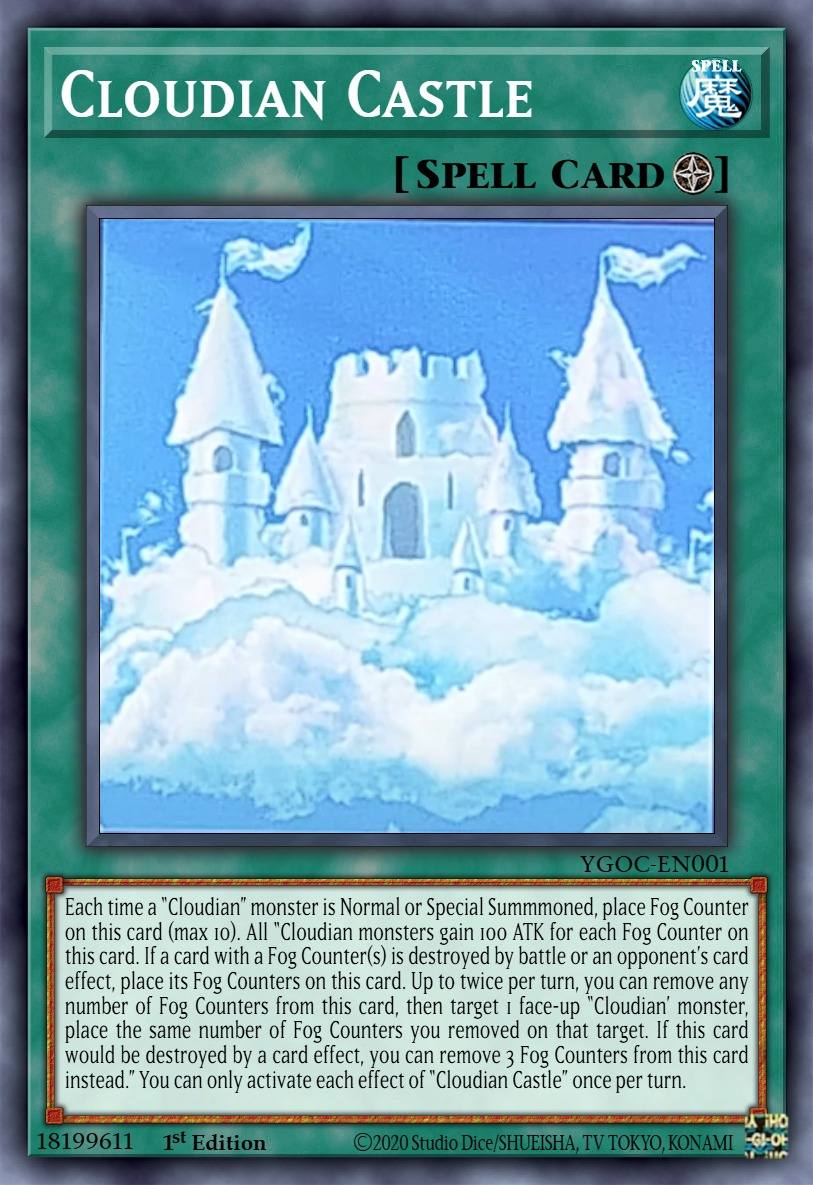 CLOUDIAN CASTLE
SPELL
魔
[SPELL CARD]
YGOC-EN001
Each time a "Cloudian" monster is Normal or Special Summmoned, place Fog Counter
on this card (max 10). All "Cloudian monsters gain 100 ATK for each Fog Counter on
this card. If a card with a Fog Counter(s) is destroyed by battle or an opponent's card
effect, place its Fog Counters on this card. Up to twice per turn, you can remove any
number of Fog Counters from this card, then target 1 face-up "Cloudian' monster,
place the same number of Fog Counters you removed on that target. If this card
would be destroyed by a card effect, you can remove 3 Fog Counters from this card
instead." You can only activate each effect of "Cloudian Castle" once per turn.
18199611 1st Edition ©2020 Studio Dice/SHUEISHA, TV TOKYO, KONAMI